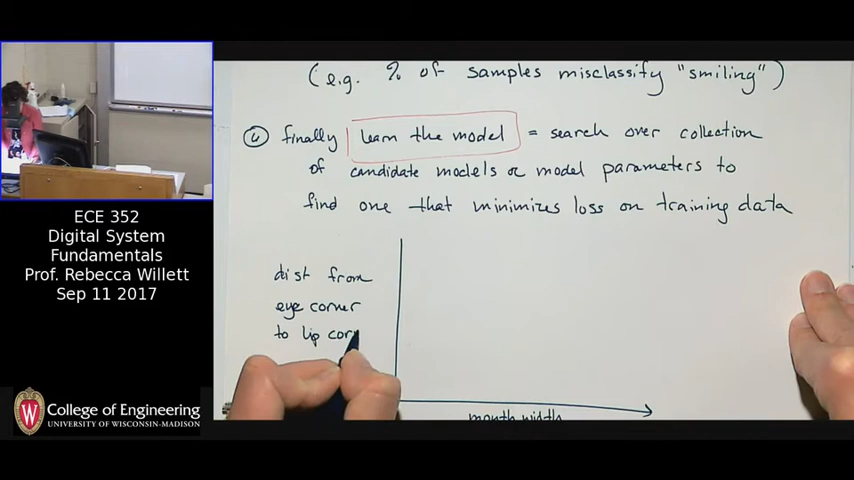 (e.g. % of samples misclassify "smiling")
④ finally learn the model = search over collection
of candidate models or model parameters to
find one that minimizes loss on training data
dist from
eye corner
to lip corn
mouth width
ECE 352
Digital System
Fundamentals
Prof. Rebecca Willett
Sep 11 2017
W
College of Engineering
UNIVERSITY OF WISCONSIN-MADISON